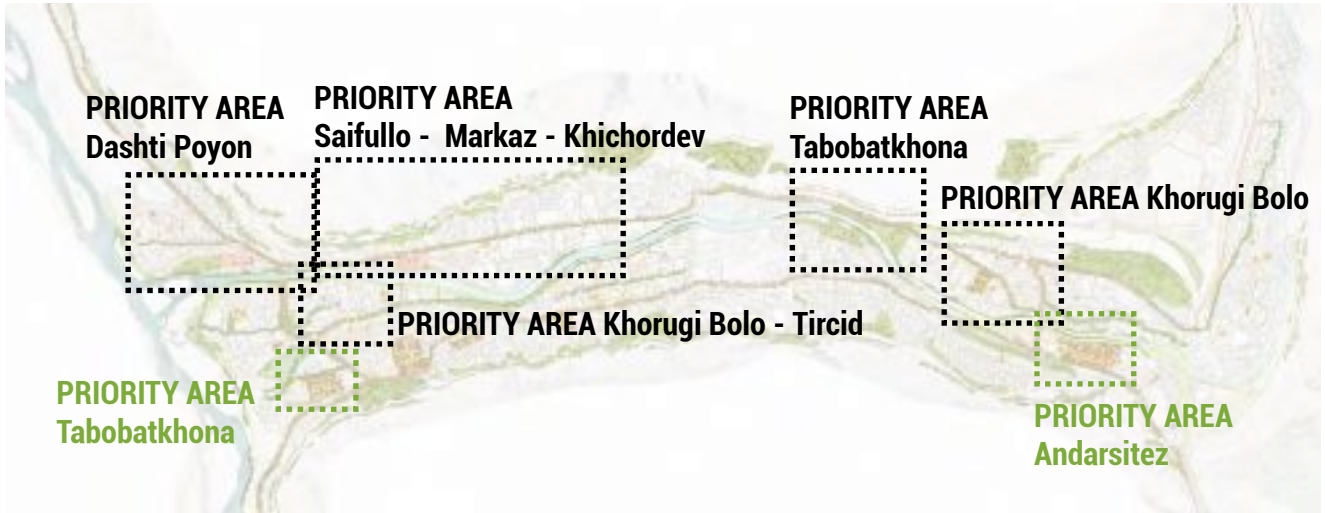 PRIORITY AREA
Dashti Poyon
PRIORITY AREA
Saifullo - Markaz - Khichordev
PRIORITY AREA
Tabobatkhona
PRIORITY AREA Khorugi Bolo
PRIORITY AREA Khorugi Bolo - Tircid
PRIORITY AREA
Tabobatkhona
PRIORITY AREA
Andarsitez